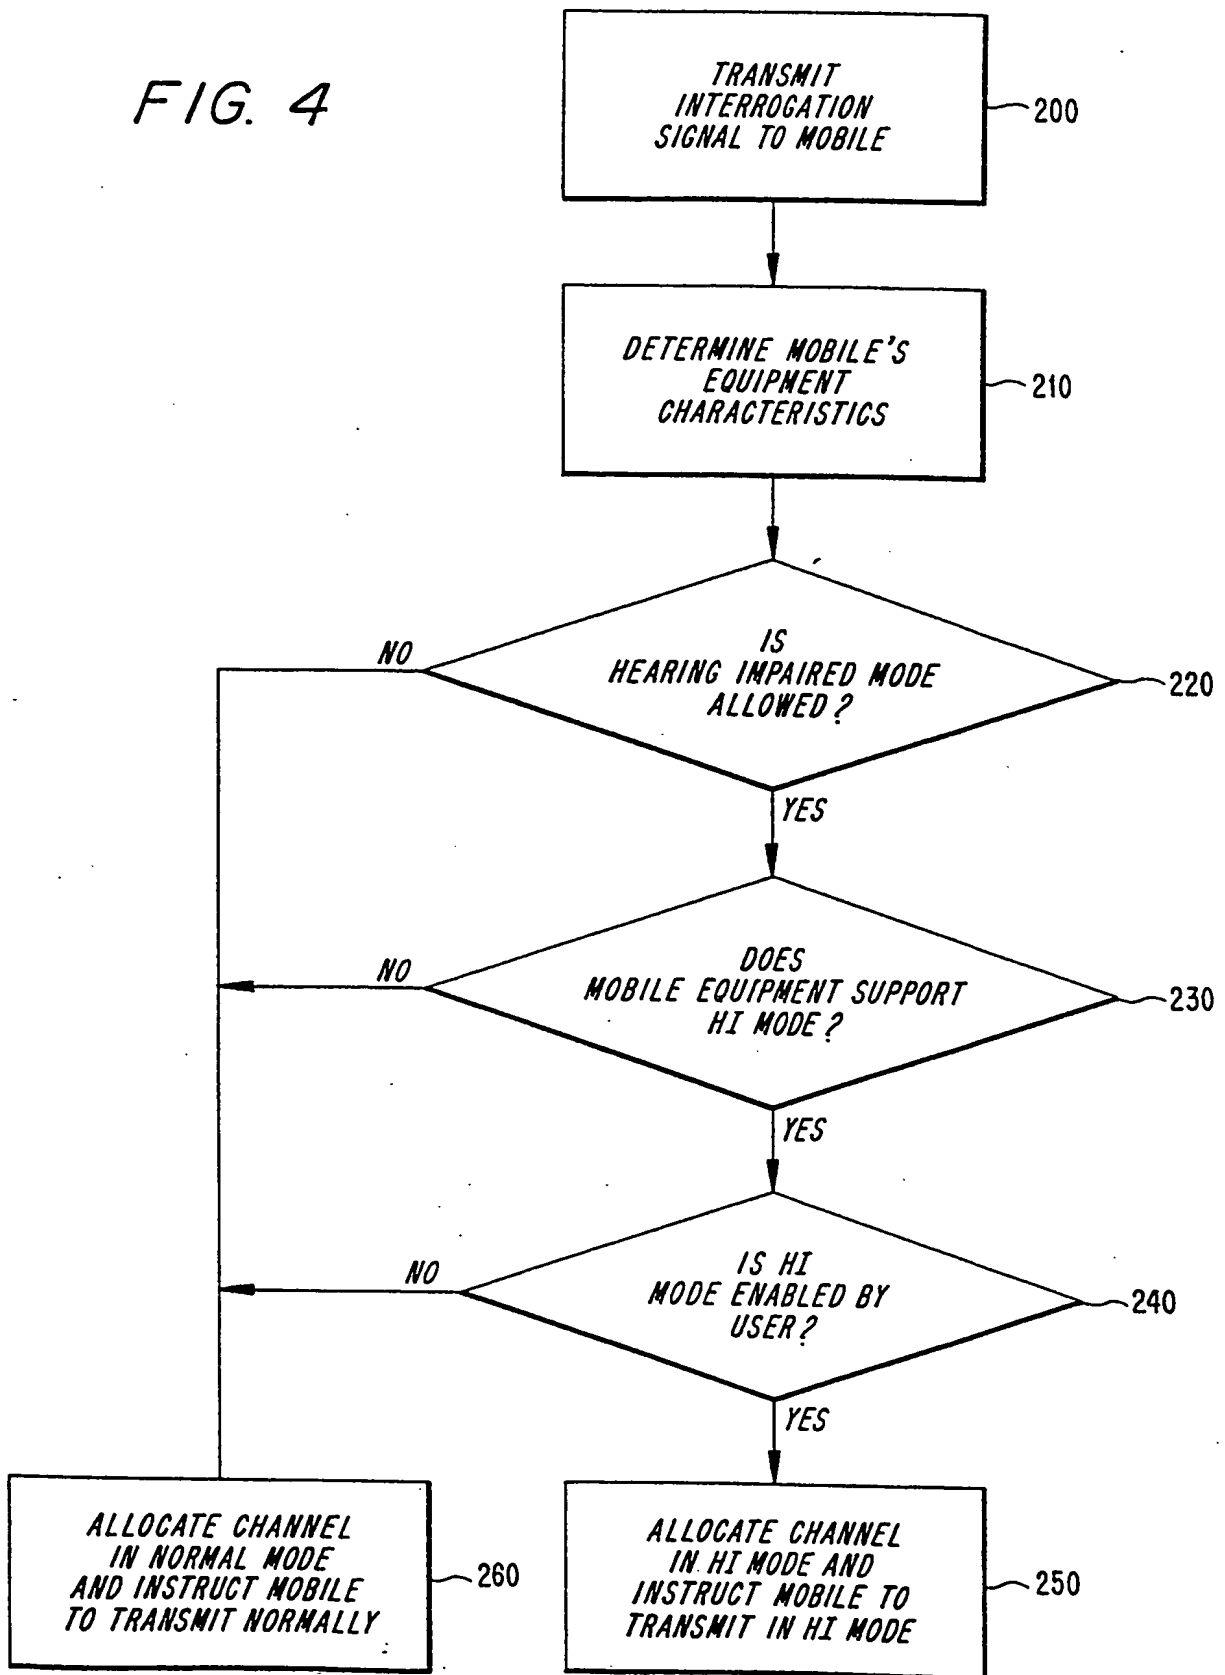 FIG. 4
TRANSMIT
INTERROGATION
SIGNAL TO MOBILE
200
DETERMINE MOBILE'S
EQUIPMENT
CHARACTERISTICS
210
IS
HEARING IMPAIRED MODE
ALLOWED?
220
NO
YES
DOES
MOBILE EQUIPMENT SUPPORT
HI MODE?
230
NO
YES
IS HI
MODE ENABLED BY
USER?
240
NO
YES
ALLOCATE CHANNEL
IN NORMAL MODE
AND INSTRUCT MOBILE
TO TRANSMIT NORMALLY
260
ALLOCATE CHANNEL
IN HI MODE AND
INSTRUCT MOBILE TO
TRANSMIT IN HI MODE
250